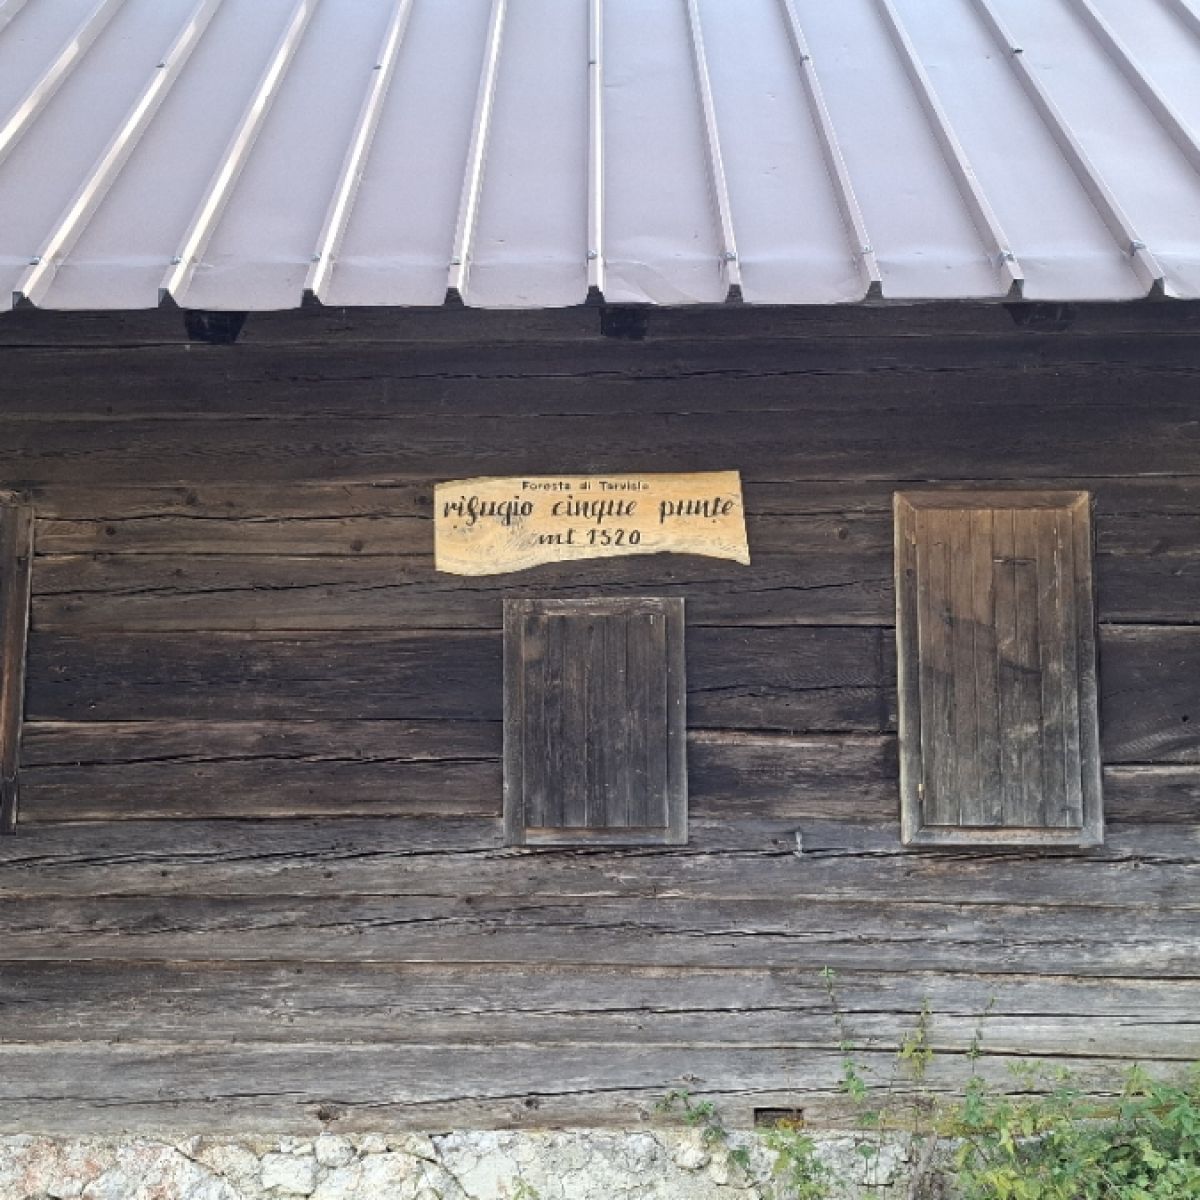 Foresta di Tarvisio
rifugio cinque punte
mt 1520